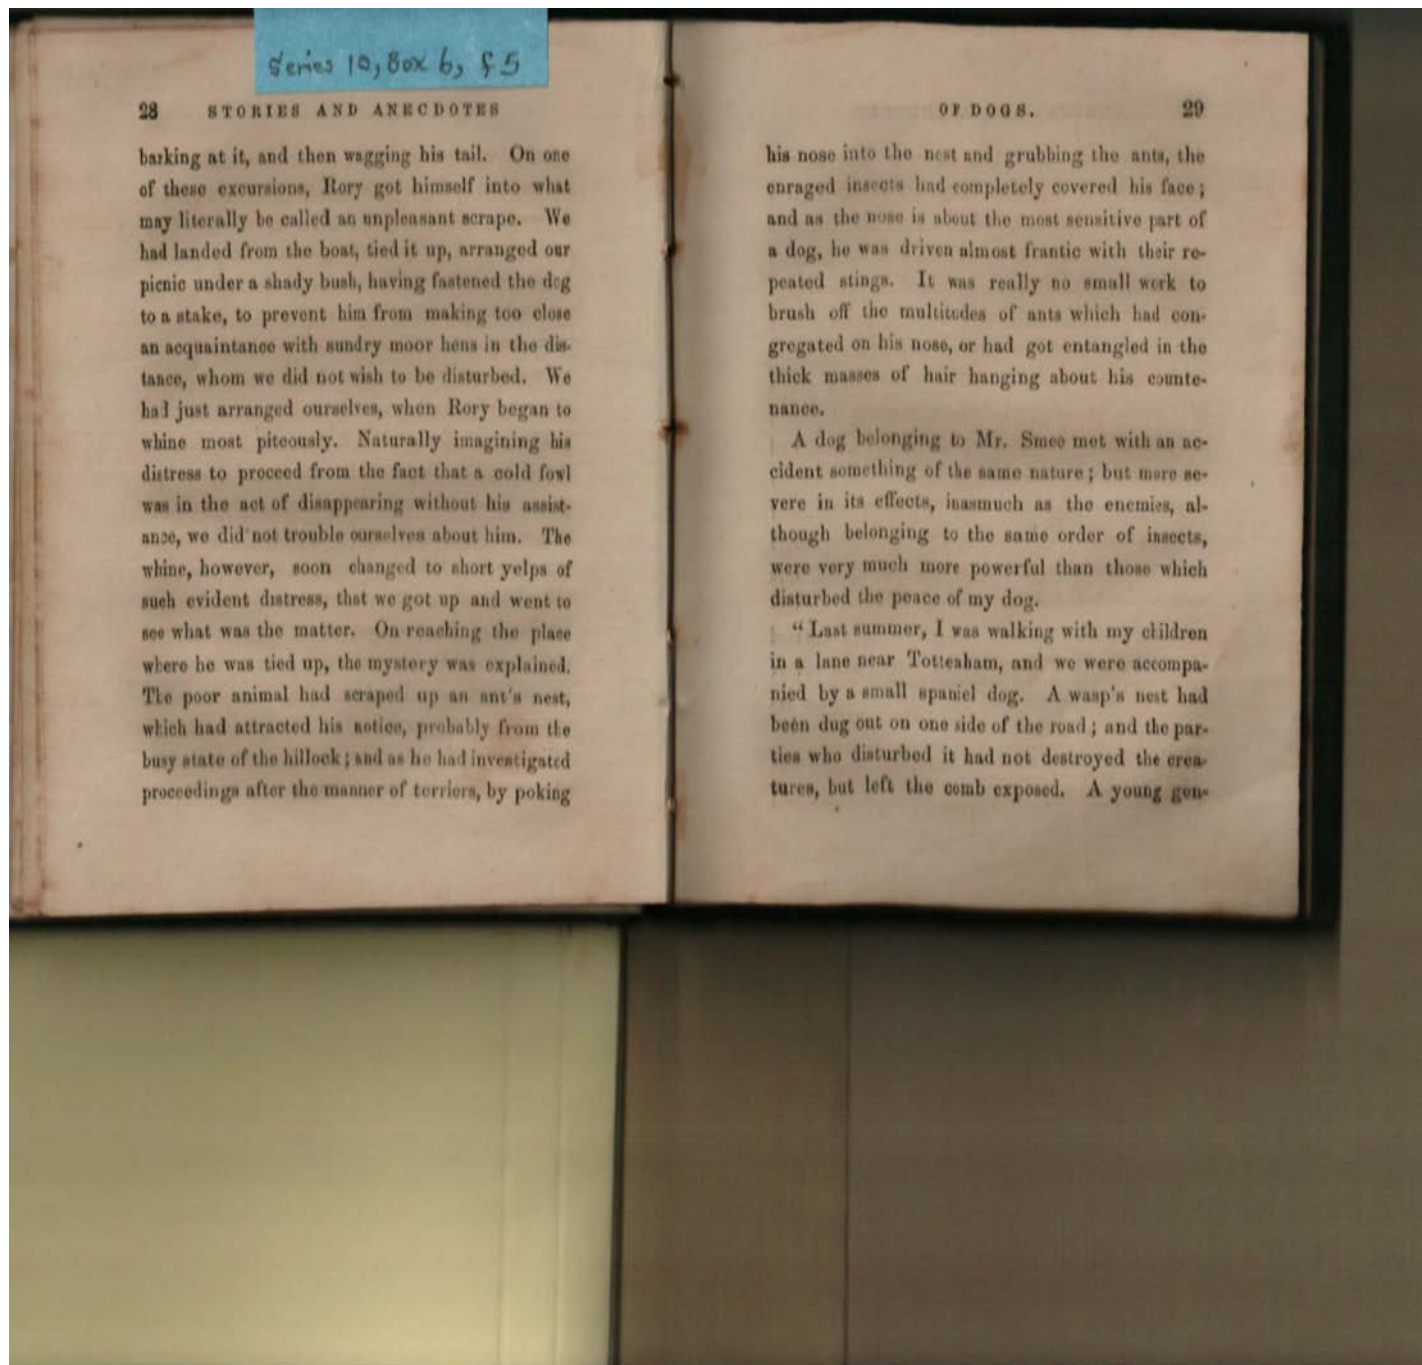 Series 10, Box 6, f 5
28 STORIES AND ANECDOTES
barking at it, and then wagging his tail. On one
of these excursions, Rory got himself into what
may literally be called an unpleasant scrape. We
had landed from the boat, tied it up, arranged our
picnic under a shady bush, having fastened the dog
to a stake, to prevent him from making too close
an acquaintance with sundry moor hens in the dis-
tance, whom we did not wish to be disturbed. We
had just arranged ourselves, when Rory began to
whine most piteously. Naturally imagining his
distress to proceed from the fact that a cold fowl
was in the act of disappearing without his assist-
ance, we did not trouble ourselves about him. The
whine, however, soon changed to short yelps of
such evident distress, that we got up and went to
see what was the matter. On reaching the place
where he was tied up, the mystery was explained.
The poor animal had scraped up an ant's nest,
which had attracted his notice, probably from the
busy state of the hillock; and as he had investigated
proceedings after the manner of terriers, by poking
OF DOGS. 29
his nose into the nest and grubbing the ants, the
enraged insects had completely covered his face;
and as the nose is about the most sensitive part of
a dog, he was driven almost frantic with their re-
peated stings. It was really no small work to
brush off the multitudes of ants which had con-
gregated on his nose, or had got entangled in the
thick masses of hair hanging about his counte-
nance.
A dog belonging to Mr. Smee met with an ac-
cident something of the same nature; but more se-
vere in its effects, inasmuch as the enemies, al-
though belonging to the same order of insects,
were very much more powerful than those which
disturbed the peace of my dog.
"Last summer, I was walking with my children
in a lane near Tottenham, and we were accompa-
nied by a small spaniel dog. A wasp's nest had
been dug out on one side of the road; and the par-
ties who disturbed it had not destroyed the crea-
tures, but left the comb exposed. A young gen-